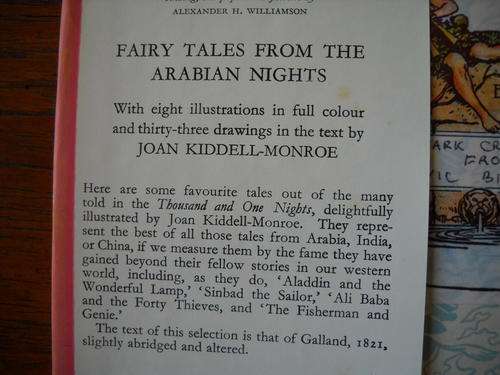 ALEXANDER H. WILLIAMSON
FAIRY TALES FROM THE
ARABIAN NIGHTS
With eight illustrations in full colour
and thirty-three drawings in the text by
JOAN KIDDELL-MONROE
Here are some favourite tales out of the many
told in the Thousand and One Nights, delightfully
illustrated by Joan Kiddell-Monroe. They repre-
sent the best of all those tales from Arabia, India,
or China, if we measure them by the fame they have
gained beyond their fellow stories in our western
world, including, as they do, ‘Aladdin and the
Wonderful Lamp,’ ‘Sinbad the Sailor,’ ‘Ali Baba
and the Forty Thieves, and ‘The Fisherman and
Genie.’
The text of this selection is that of Galland, 1821,
slightly abridged and altered.
ARK CR
FRO
VIL BI